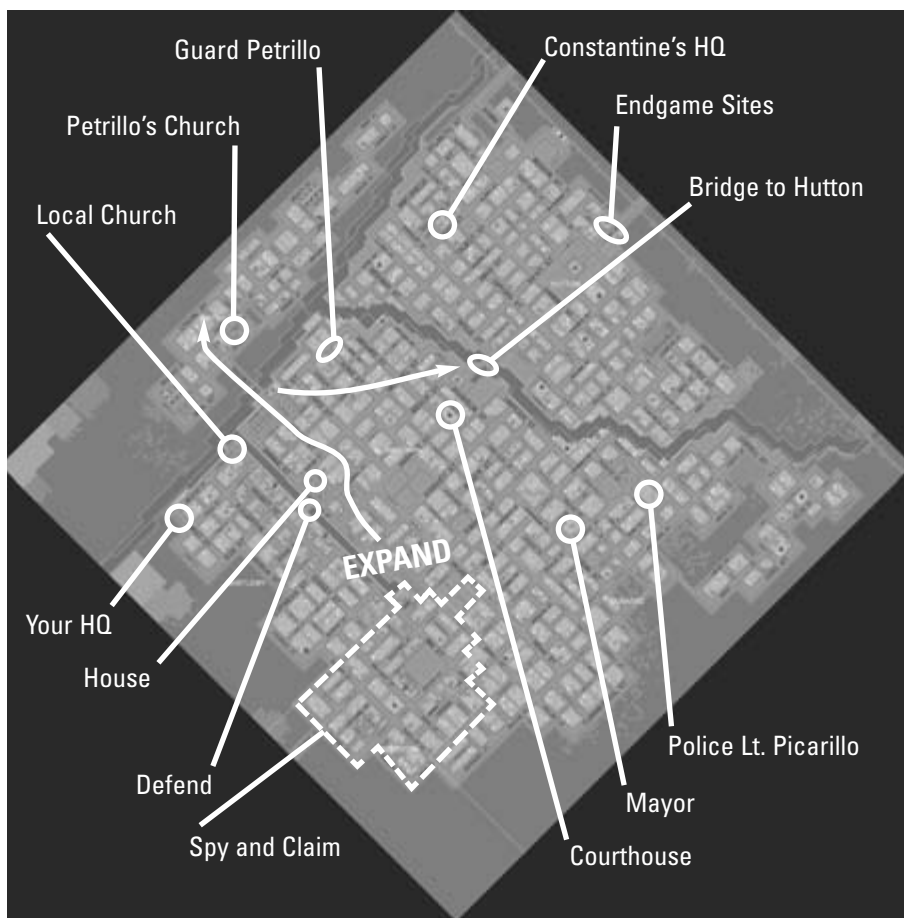 Guard Petrillo
Constantine's HQ
Petrillo's Church
Endgame Sites
Local Church
Bridge to Hutton
EXPAND
Your HQ
House
Defend
Spy and Claim
Police Lt. Picarillo
Mayor
Courthouse